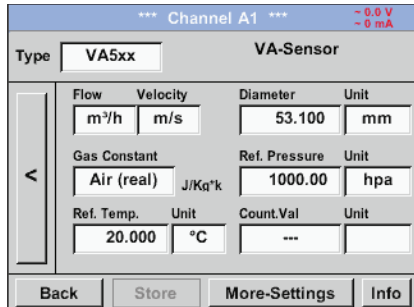 *** Channel A1 ***
~ 0.0 V
~ 0 mA
Type VA5xx VA-Sensor
Flow Velocity Diameter Unit
m³/h m/s 53.100 mm
Gas Constant Ref. Pressure Unit
< Air (real) J/Kg*k 1000.00 hpa
Ref. Temp. Unit Count.Val Unit
20.000 °C ---
Back Store More-Settings Info